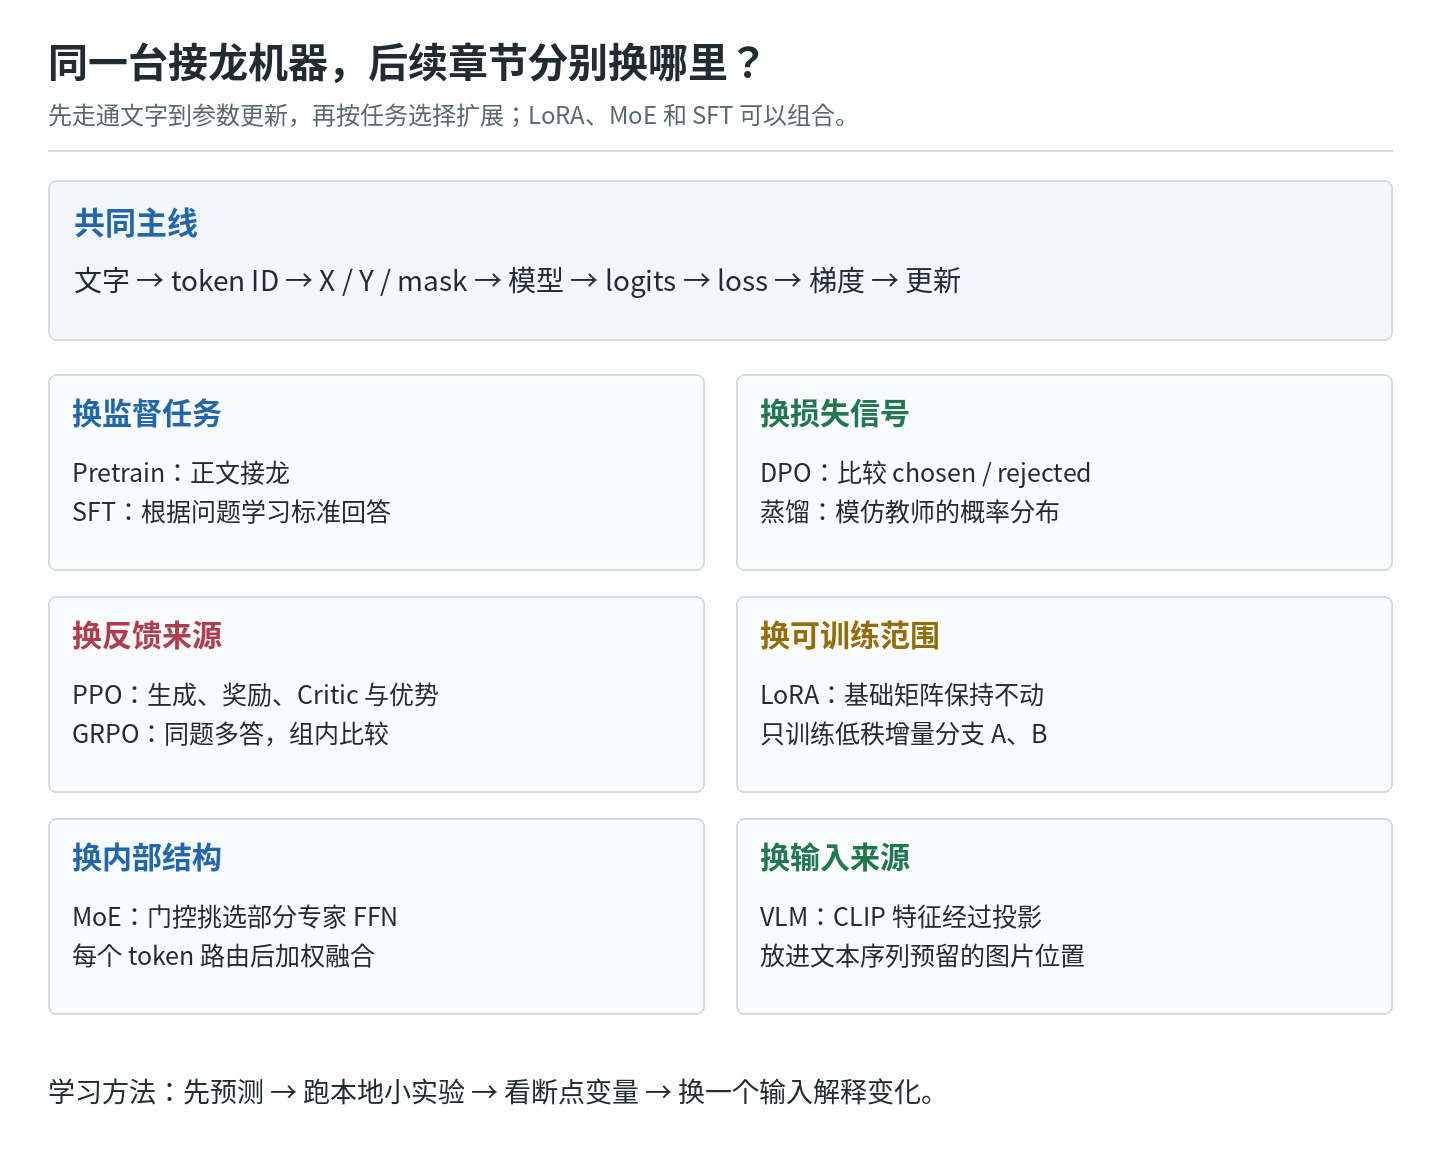 同一台接龙机器，后续章节分别换哪里？
先走通文字到参数更新，再按任务选择扩展；LoRA、MoE 和 SFT 可以组合。
共同主线
文字 → token ID → X / Y / mask → 模型 → logits → loss → 梯度 → 更新
换监督任务
Pretrain：正文接龙
SFT：根据问题学习标准回答
换损失信号
DPO：比较 chosen / rejected
蒸馏：模仿教师的概率分布
换反馈来源
PPO：生成、奖励、Critic 与优势
GRPO：同题多答，组内比较
换可训练范围
LoRA：基础矩阵保持不动
只训练低秩增量分支 A、B
换内部结构
MoE：门控挑选部分专家 FFN
每个 token 路由后加权融合
换输入来源
VLM：CLIP 特征经过投影
放进文本序列预留的图片位置
学习方法：先预测 → 跑本地小实验 → 看断点变量 → 换一个输入解释变化。